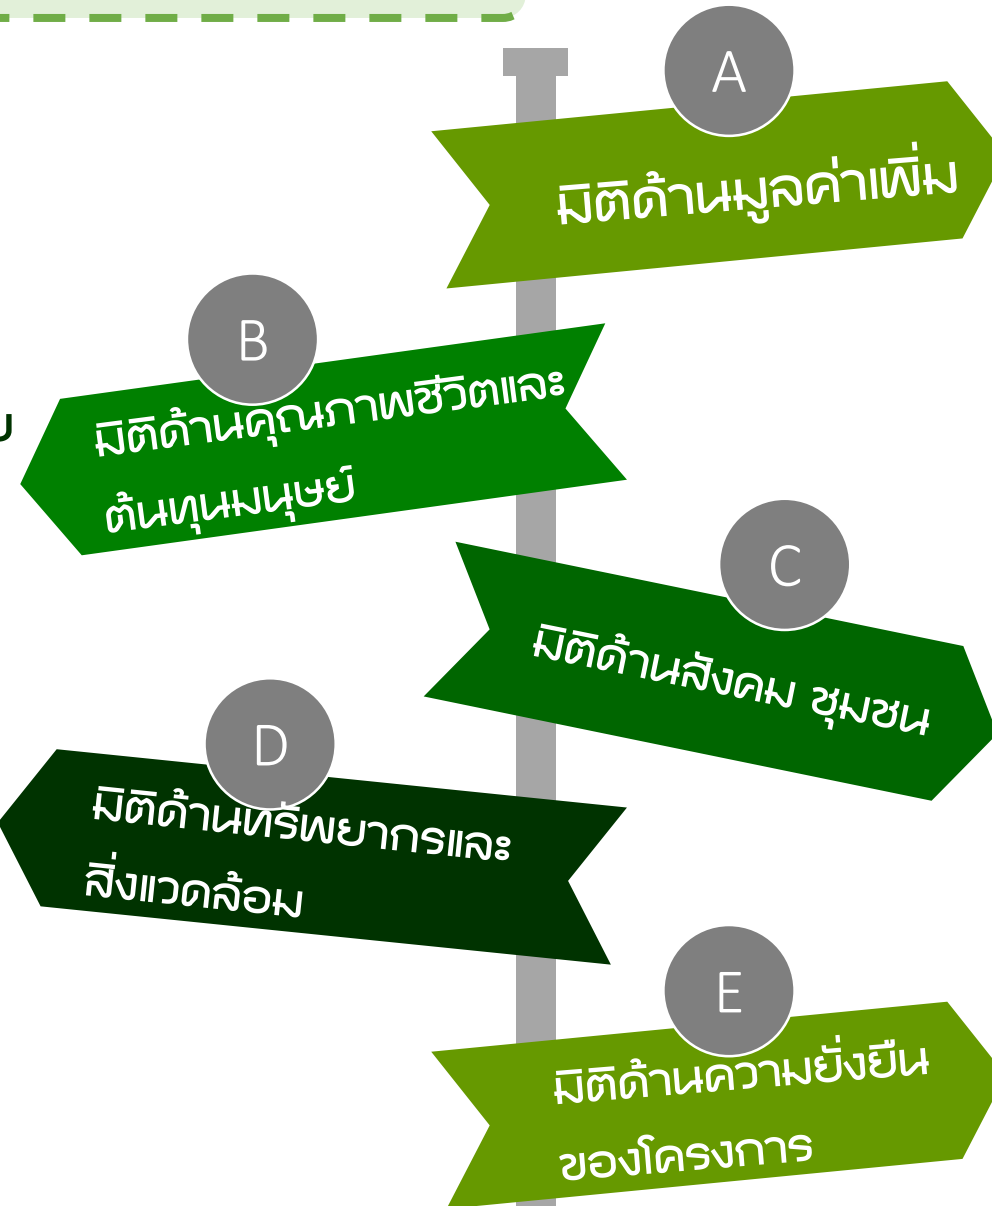 A
มิติด้านมูลค่าเพิ่ม
B
มิติด้านคุณภาพชีวิตและ
ต้นทุนมนุษย์
C
มิติด้านสังคม ชุมชน
D
มิติด้านทรัพยากรและ
สิ่งแวดล้อม
E
มิติด้านความยั่งยืน
ของโครงการ